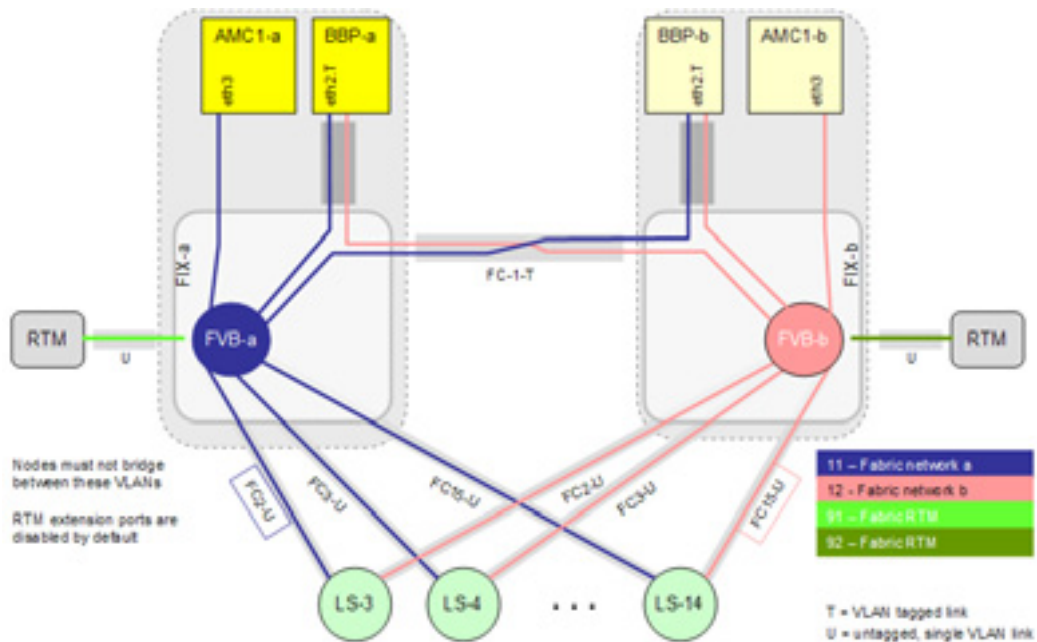 AMC1-a
BBP-a
BBP-b
AMC1-b
eth3
eth2.T
eth2.T
eth3
FIX-a
FIX-b
FC-1-T
RTM
U
FVB-a
FVB-b
U
RTM
Nodes must not bridge
between these VLANs
RTM extension ports are
disabled by default
FC2-U
FC3-U
FC15-U
FC2-U
FC3-U
FC15-U
11 – Fabric network a
12 - Fabric network b
91 – Fabric RTM
92 – Fabric RTM
LS-3
LS-4
. . .
LS-14
T = VLAN tagged link
U = untagged, single VLAN link